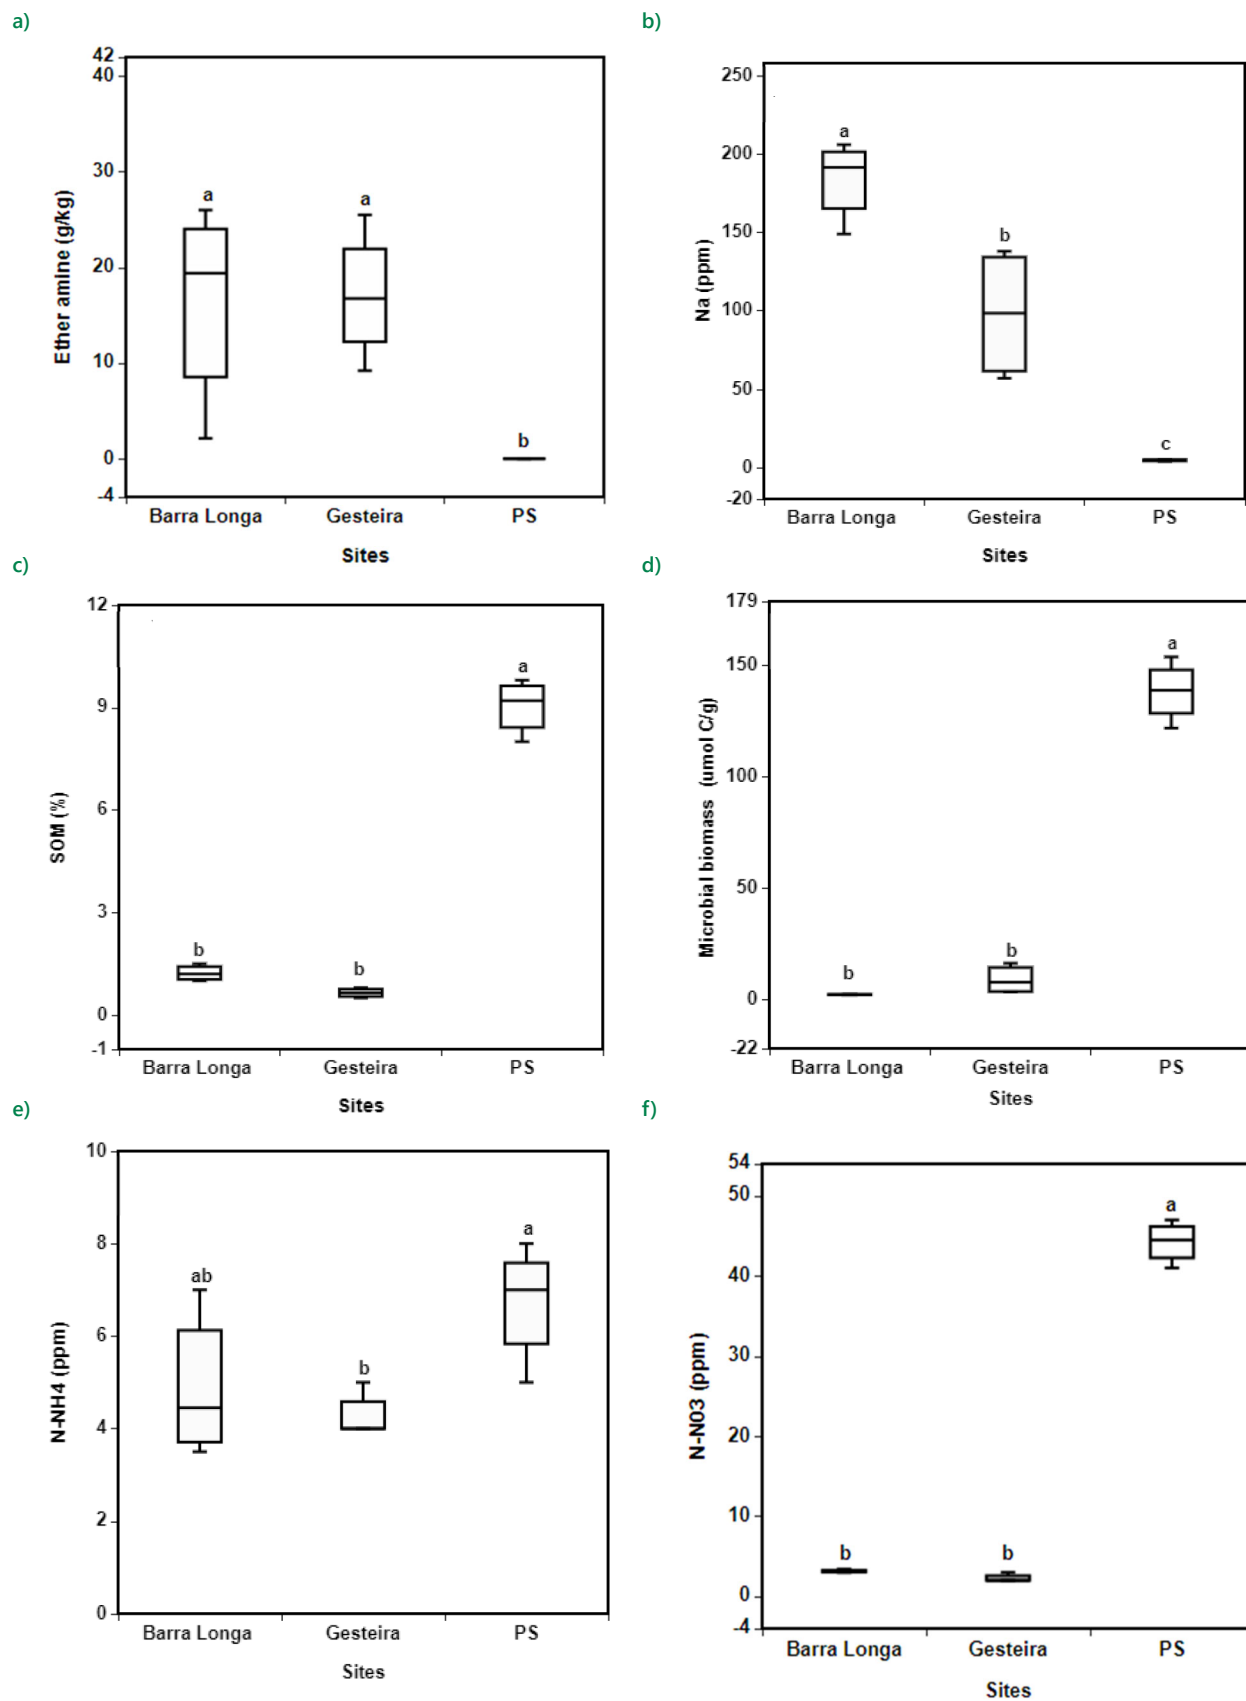 a)
42
40
30
20
10
0
-4
Ether amine (g/kg)
a
a
b
Barra Longa Gesteira PS
Sites
b)
250
200
150
100
50
0
-20
Na (ppm)
a
b
c
Barra Longa Gesteira PS
Sites
c)
12
9
6
3
0
-1
SOM (%)
b
b
a
Barra Longa Gesteira PS
Sites
d)
179
150
100
50
0
-22
Microbial biomass (umol C/g)
b
b
a
Barra Longa Gesteira PS
Sites
e)
10
8
6
4
2
0
N-NH4 (ppm)
ab
b
a
Barra Longa Gesteira PS
Sites
f)
54
50
40
30
20
10
0
-4
N-N03 (ppm)
b
b
a
Barra Longa Gesteira PS
Sites